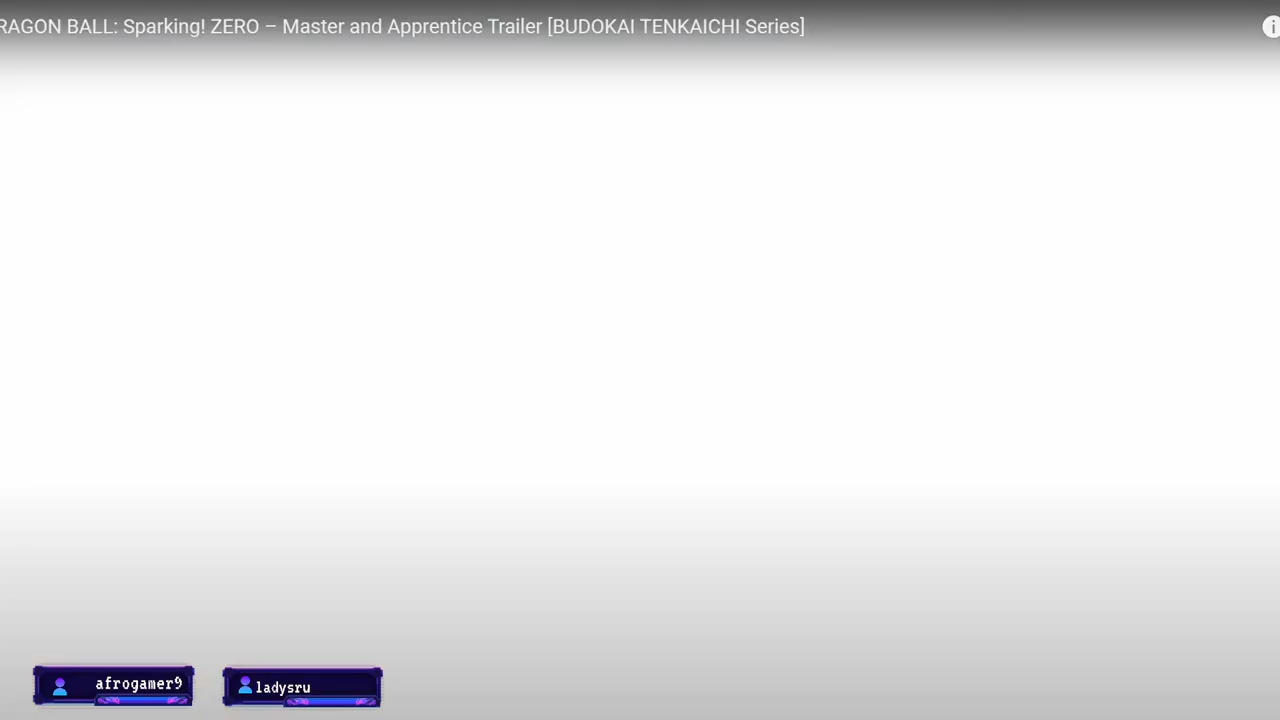 RAGON BALL: Sparking! ZERO – Master and Apprentice Trailer [BUDOKAI TENKAICHI Series]
afrogamer9
ladysru